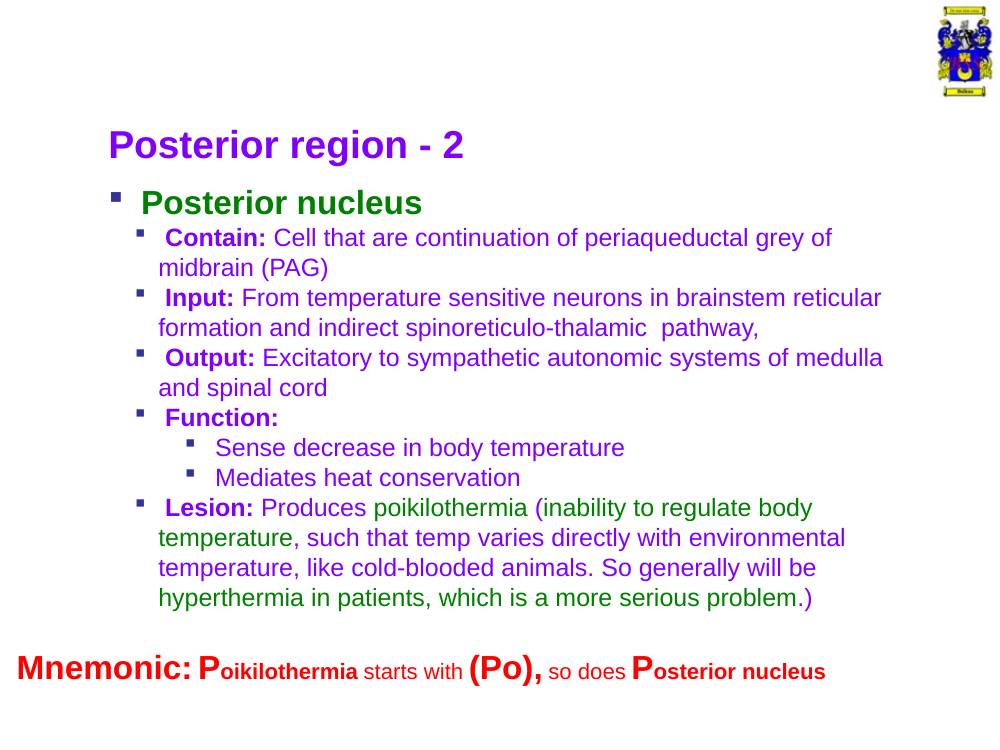 Posterior region - 2
Posterior nucleus
Contain: Cell that are continuation of periaqueductal grey of
midbrain (PAG)
Input: From temperature sensitive neurons in brainstem reticular
formation and indirect spinoreticulo-thalamic pathway,
Output: Excitatory to sympathetic autonomic systems of medulla
and spinal cord
Function:
Sense decrease in body temperature
Mediates heat conservation
Lesion: Produces poikilothermia (inability to regulate body
temperature, such that temp varies directly with environmental
temperature, like cold-blooded animals. So generally will be
hyperthermia in patients, which is a more serious problem.)
Mnemonic: Poikilothermia starts with (Po), so does Posterior nucleus